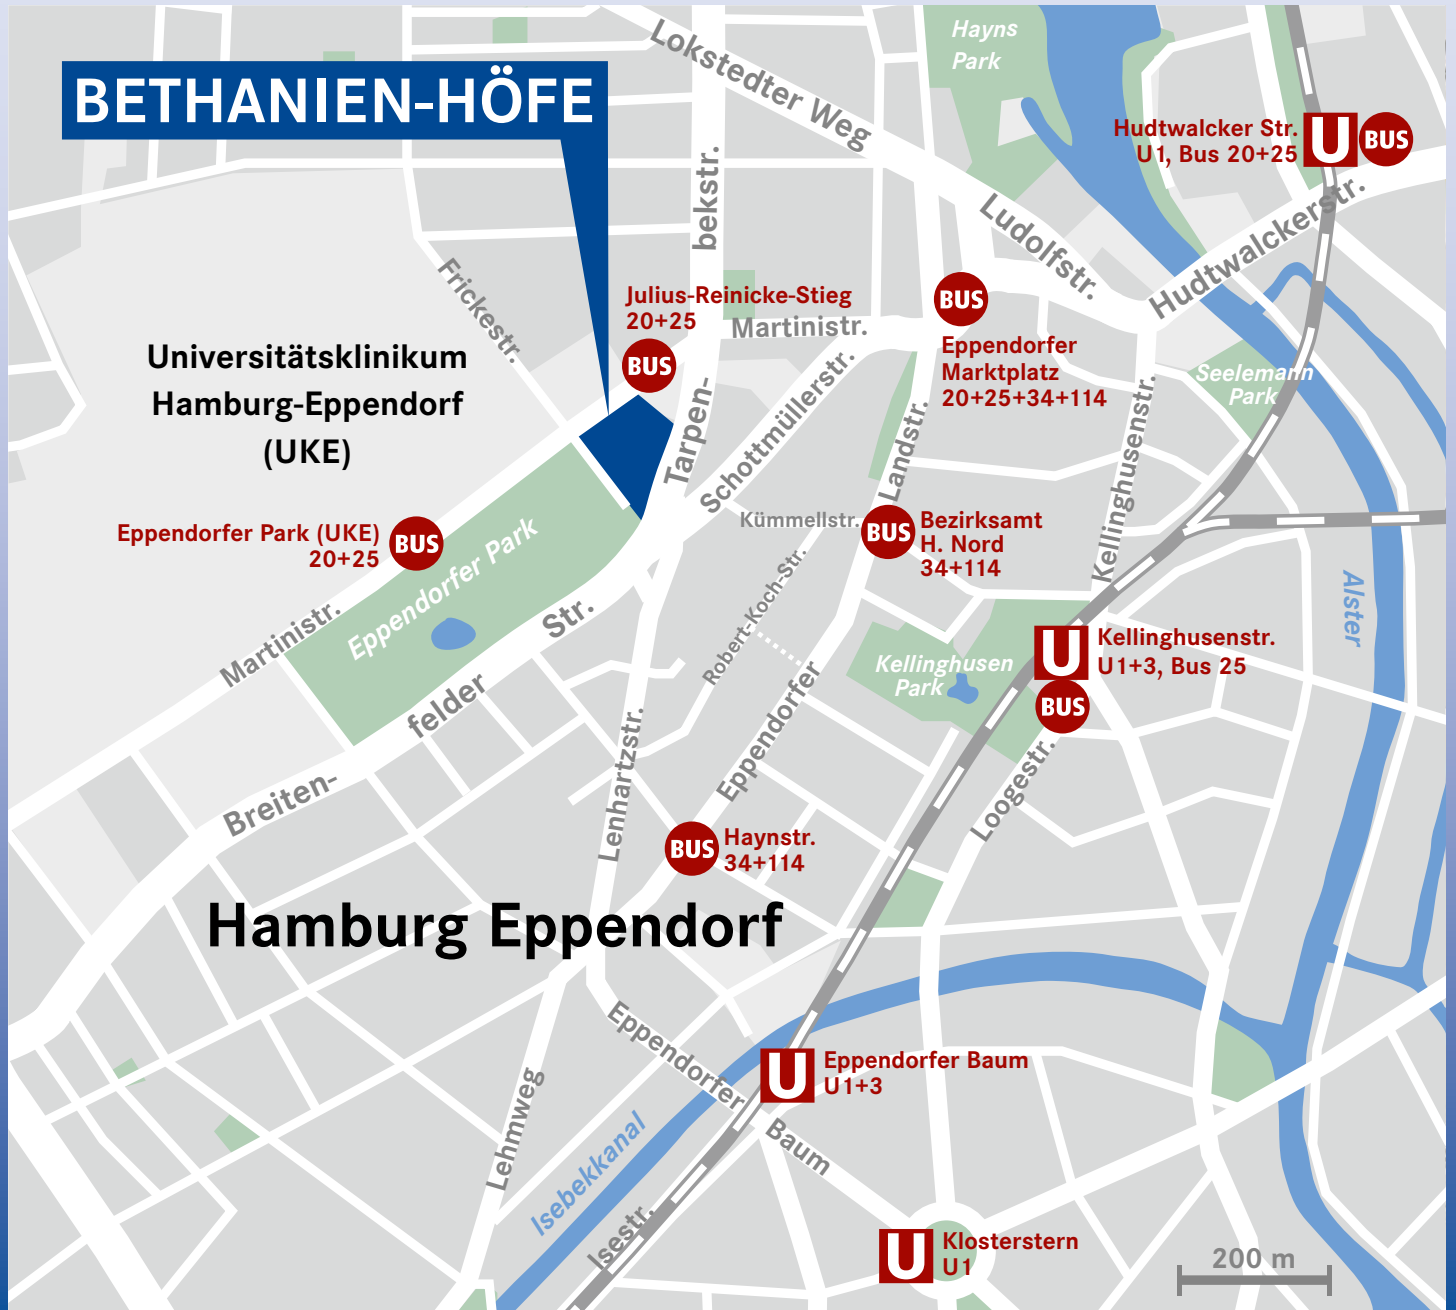 Hayns
Park
Lokstedter Weg
BETHANIEN-HÖFE
Hudtwalcker Str.
U1, Bus 20+25
U
BUS
bekstr.
Ludolfstr.
Hudtwalckerstr.
Frickestr.
Julius-Reinicke-Stieg
20+25
BUS
Martinistr.
BUS
Eppendorfer
Marktplatz
20+25+34+114
Universitätsklinikum
Hamburg-Eppendorf
(UKE)
Seelemann
Park
Tarpen-
Schottmüllerstr.
Landstr.
Kellinghusenstr.
Eppendorfer Park (UKE)
20+25
BUS
Eppendorfer Park
Kümmellstr.
BUS
Bezirksamt
H. Nord
34+114
Robert-Koch-Str.
Alster
Martinistr.
Str.
felder
Breiten-
Kellinghusen
Park
U
Kellinghusenstr.
U1+3, Bus 25
BUS
Eppendorfer
Lenhartzstr.
Loogestr.
BUS
Haynstr.
34+114
Hamburg Eppendorf
Eppendorfer
Baum
U
Eppendorfer Baum
U1+3
Lehmweg
Isebekkanal
Isestr.
U
Klosterstern
U1
200 m